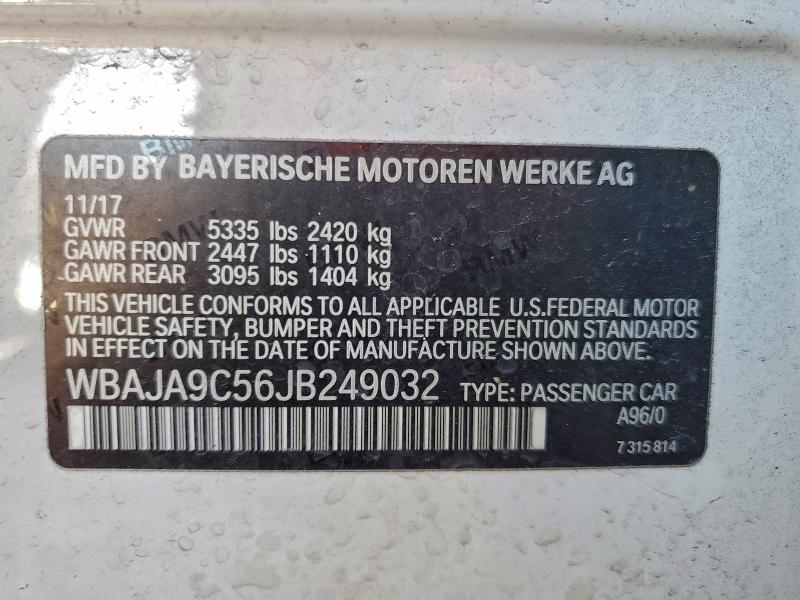 MFD BY BAYERISCHE MOTOREN WERKE AG
11/17
GVWR 5335 lbs 2420 kg
GAWR FRONT 2447 lbs 1110 kg
GAWR REAR 3095 lbs 1404 kg
THIS VEHICLE CONFORMS TO ALL APPLICABLE U.S.FEDERAL MOTOR
VEHICLE SAFETY, BUMPER AND THEFT PREVENTION STANDARDS
IN EFFECT ON THE DATE OF MANUFACTURE SHOWN ABOVE.
WBAJA9C56JB249032 TYPE: PASSENGER CAR
A96/0
7 315 814
BMW
BMW
BMW